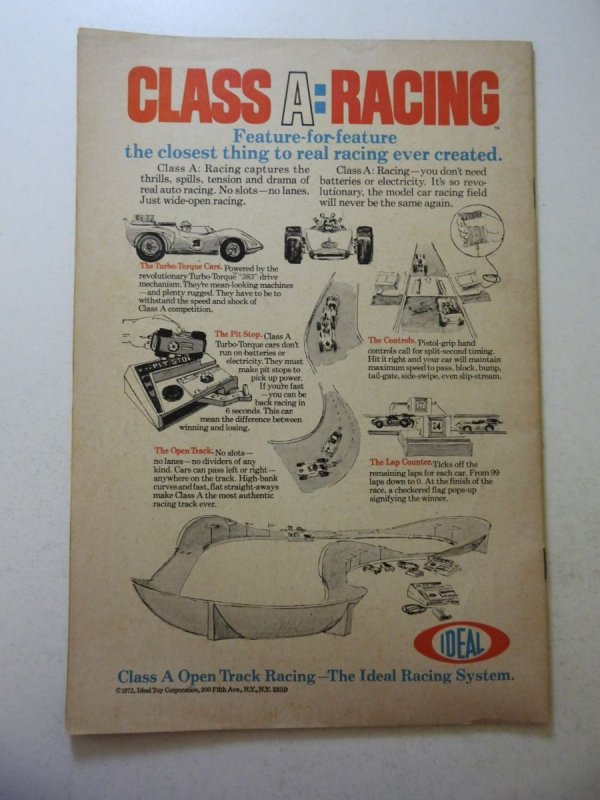 CLASS A: RACING
TM
Feature-for-feature
the closest thing to real racing ever created.
Class A: Racing captures the
thrills, spills, tension and drama of
real auto racing. No slots—no lanes.
Just wide-open racing.
Class A: Racing—you don't need
batteries or electricity. It's so revo-
lutionary, the model car racing field
will never be the same again.
The Turbo-Torque Cars. Powered by the
revolutionary Turbo-Torque™ "383" drive
mechanism. They're mean-looking machines
—and plenty rugged. They have to be to
withstand the speed and shock of
Class A competition.
The Pit Stop. Class A
Turbo-Torque cars don't
run on batteries or
electricity. They must
make pit stops to
pick up power.
If you're fast
—you can be
back racing in
6 seconds. This can
mean the difference between
winning and losing.
PIT STOP
The Controls. Pistol-grip hand
controls call for split-second timing.
Hit it right and your car will maintain
maximum speed to pass, block, bump,
tail-gate, side-swipe, even slip-stream.
The Open Track. No slots—
no lanes—no dividers of any
kind. Cars can pass left or right—
anywhere on the track. High-bank
curves and fast, flat straight-aways
make Class A the most authentic
racing track ever.
24
The Lap Counter. Ticks off the
remaining laps for each car. From 99
laps down to 0. At the finish of the
race, a checkered flag pops-up
signifying the winner.
IDEAL
Class A Open Track Racing—The Ideal Racing System.
©1972, Ideal Toy Corporation, 200 Fifth Ave., N.Y., N.Y. 10010